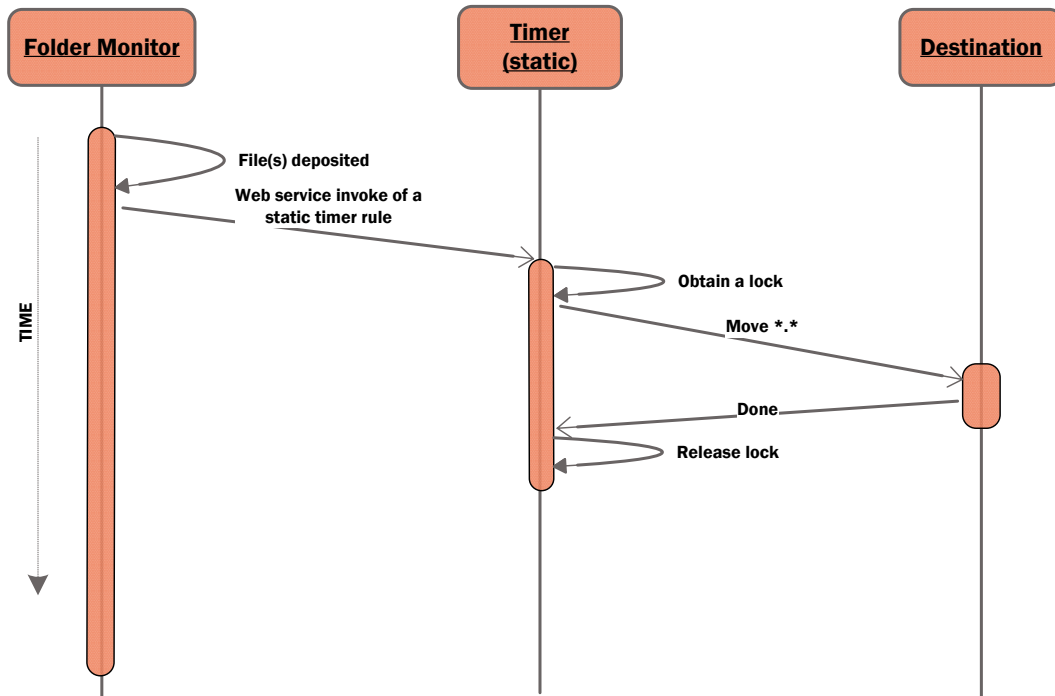 Folder Monitor
Timer
(static)
Destination
File(s) deposited
Web service invoke of a
static timer rule
Obtain a lock
Move *.*
TIME
Done
Release lock